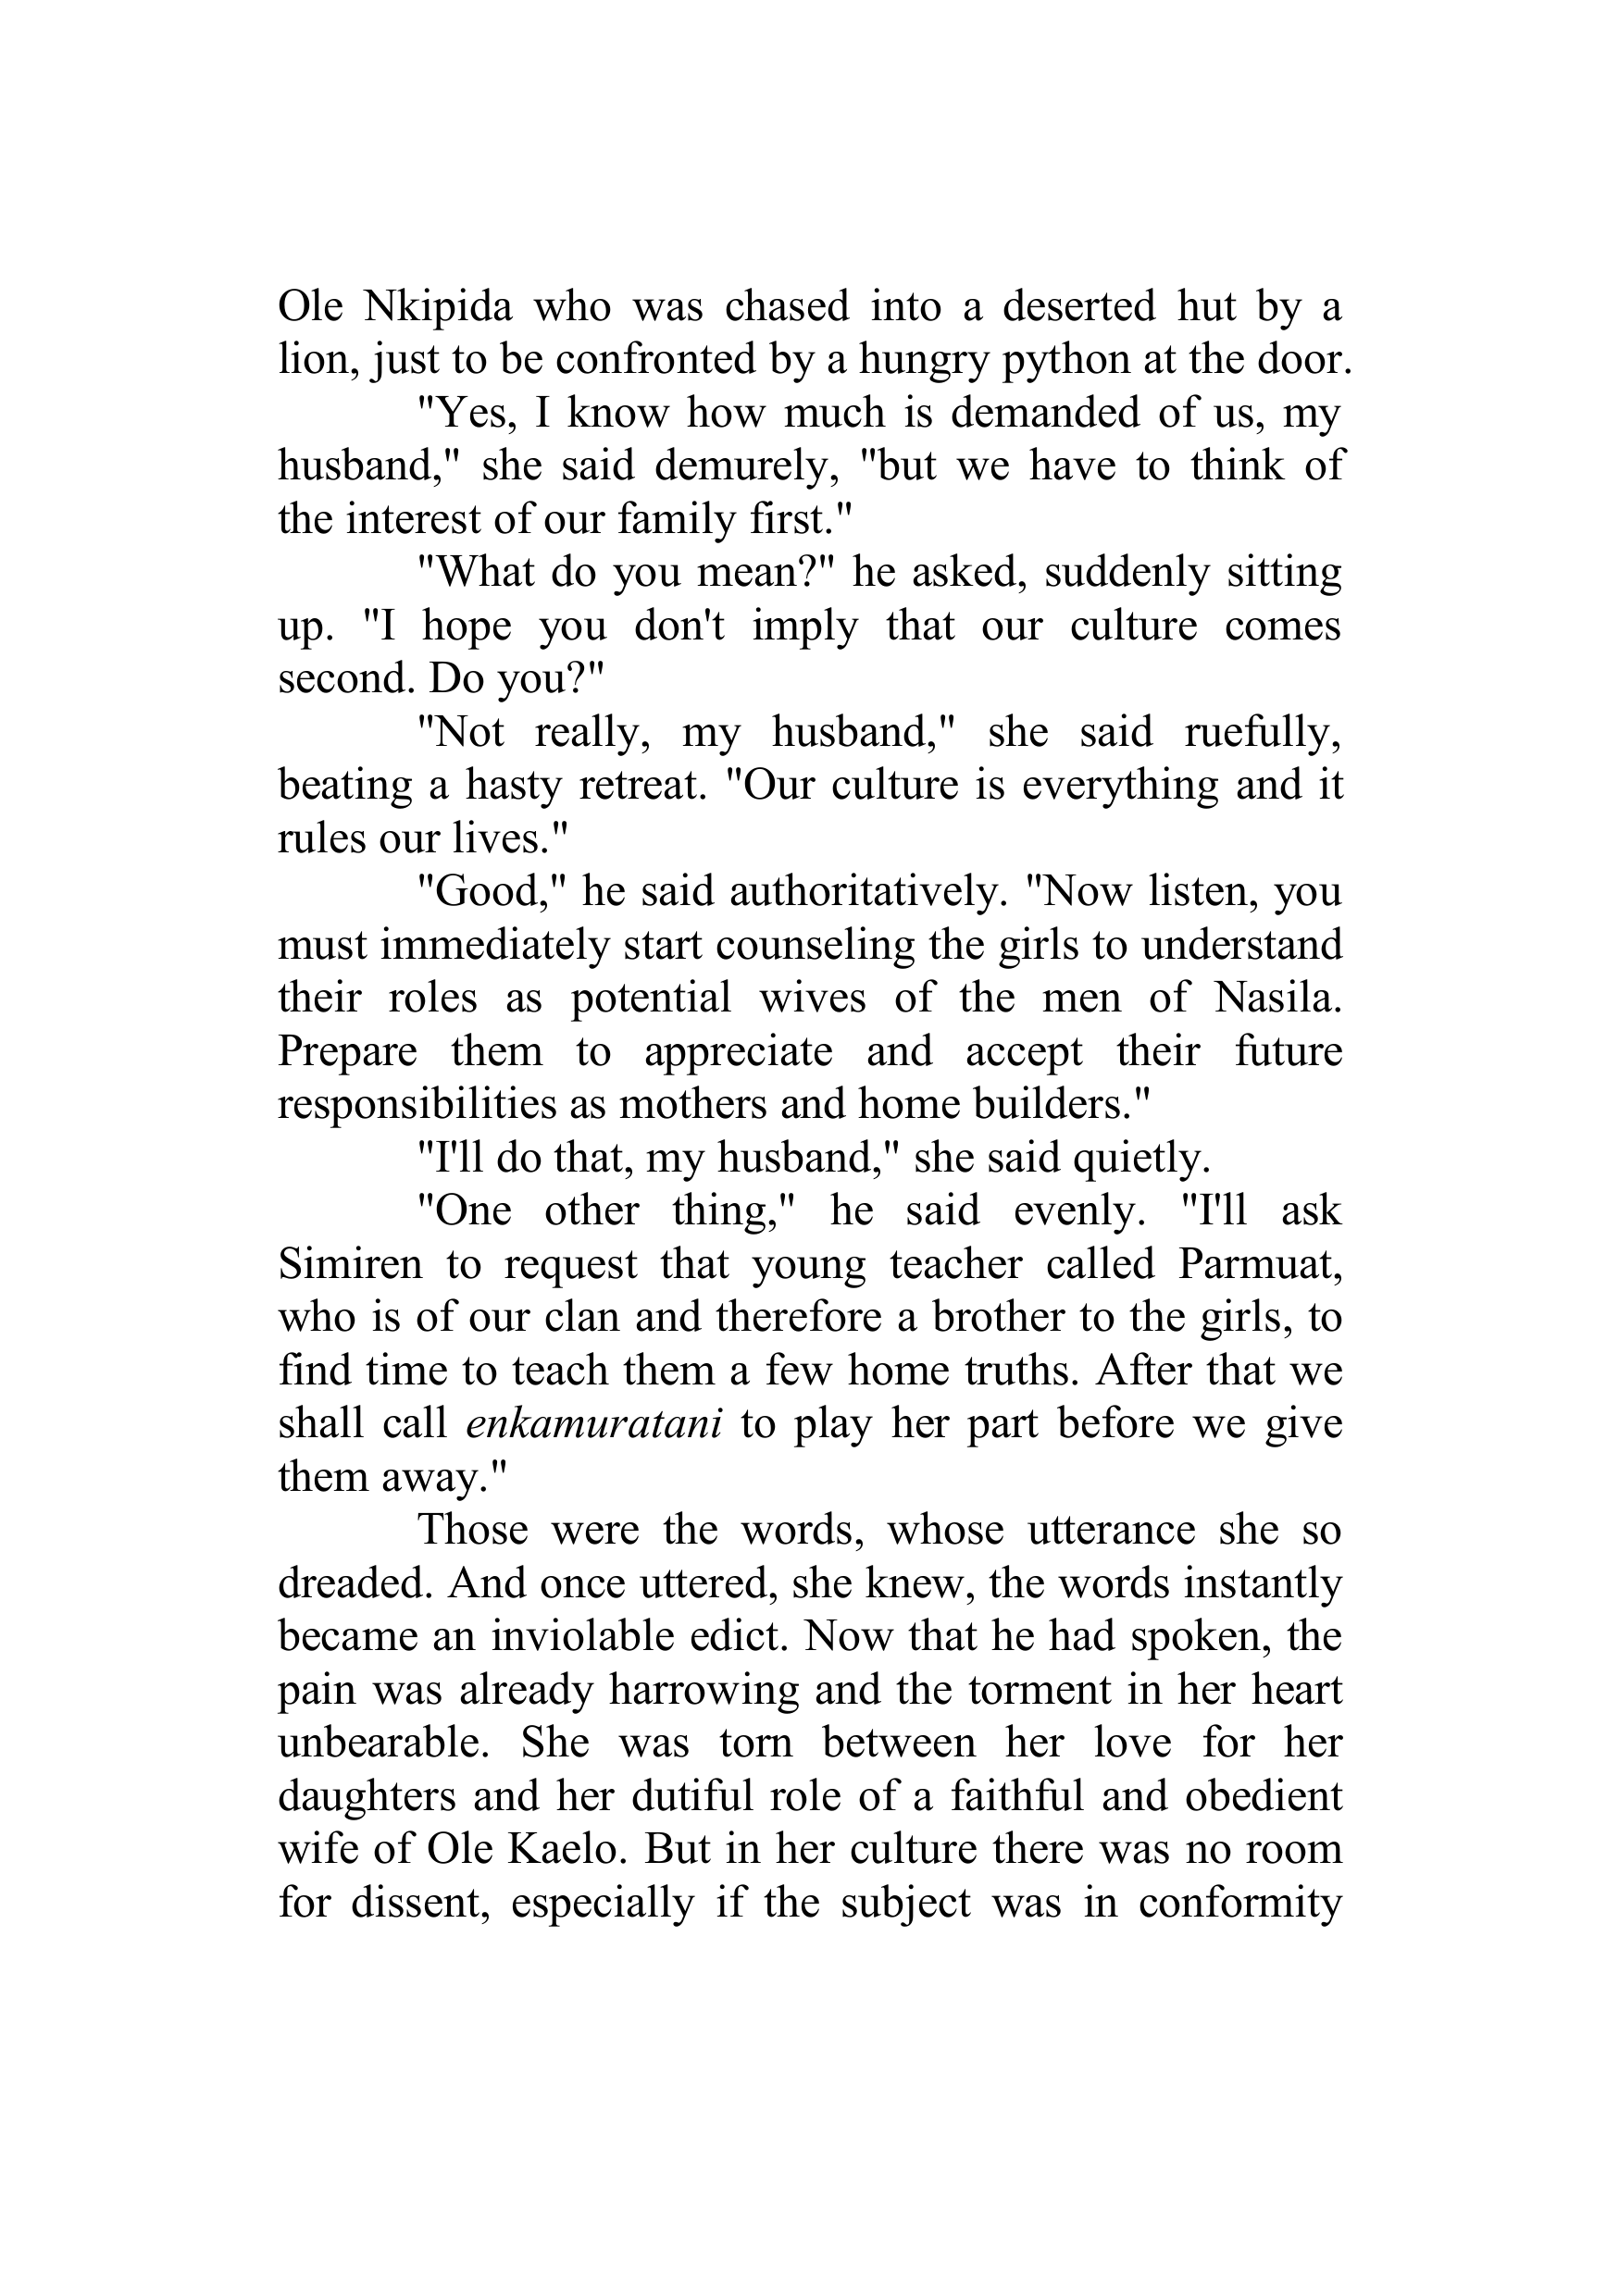 Ole Nkipida who was chased into a deserted hut by a
lion, just to be confronted by a hungry python at the door.
"Yes, I know how much is demanded of us, my
husband," she said demurely, "but we have to think of
the interest of our family first."
"What do you mean?" he asked, suddenly sitting
up. "I hope you don't imply that our culture comes
second. Do you?"
"Not really, my husband," she said ruefully,
beating a hasty retreat. "Our culture is everything and it
rules our lives."
"Good," he said authoritatively. "Now listen, you
must immediately start counseling the girls to understand
their roles as potential wives of the men of Nasila.
Prepare them to appreciate and accept their future
responsibilities as mothers and home builders."
"I'll do that, my husband," she said quietly.
"One other thing," he said evenly. "I'll ask
Simiren to request that young teacher called Parmuat,
who is of our clan and therefore a brother to the girls, to
find time to teach them a few home truths. After that we
shall call enkamuratani to play her part before we give
them away."
Those were the words, whose utterance she so
dreaded. And once uttered, she knew, the words instantly
became an inviolable edict. Now that he had spoken, the
pain was already harrowing and the torment in her heart
unbearable. She was torn between her love for her
daughters and her dutiful role of a faithful and obedient
wife of Ole Kaelo. But in her culture there was no room
for dissent, especially if the subject was in conformity